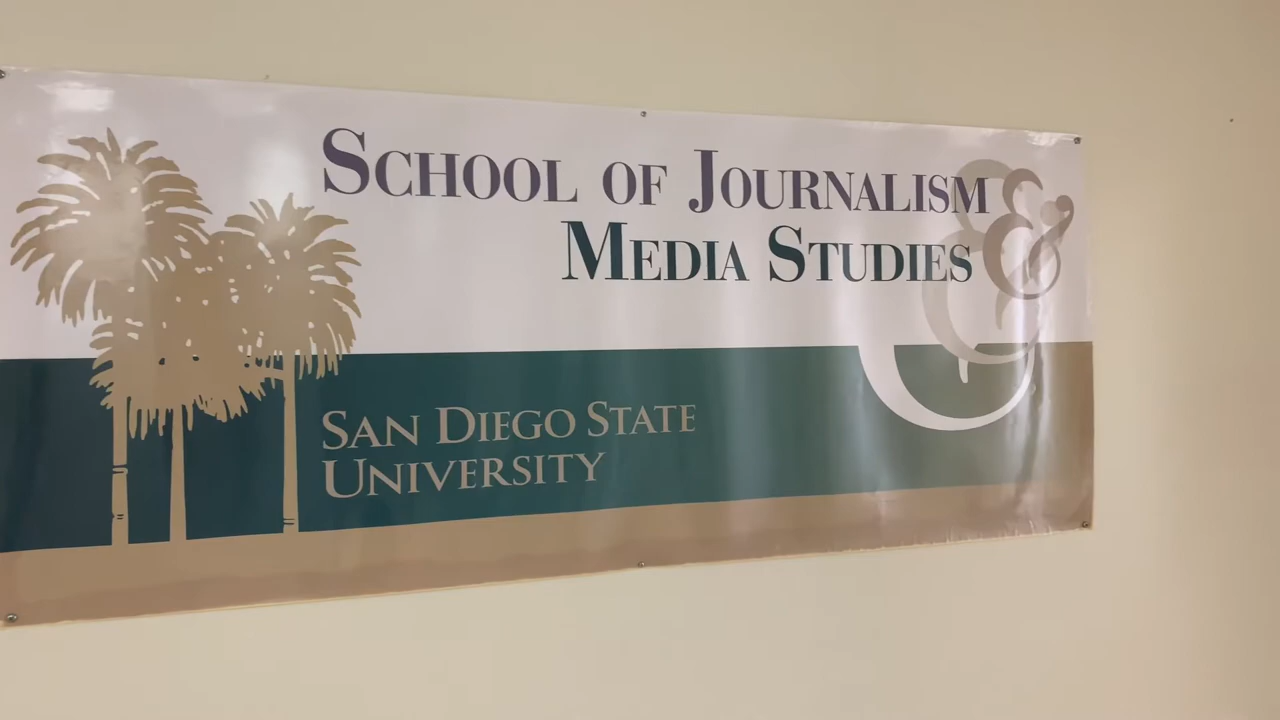 School of Journalism &
Media Studies
San Diego State
University